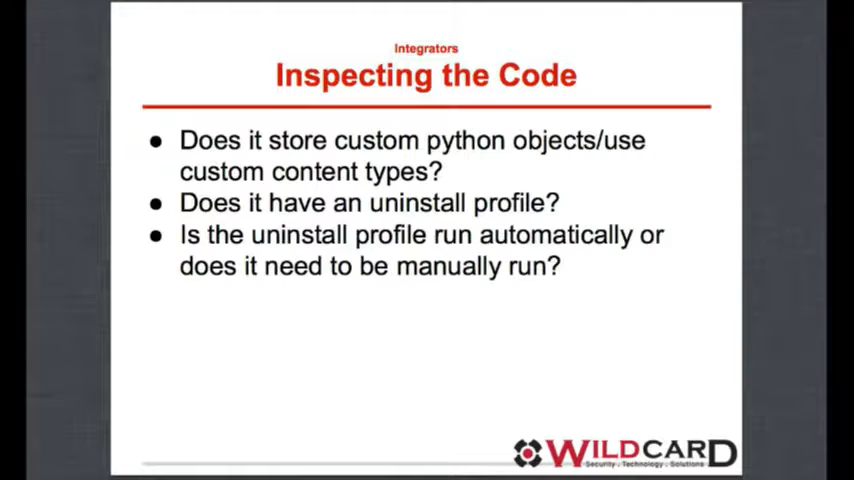 Integrators
Inspecting the Code
● Does it store custom python objects/use
custom content types?
● Does it have an uninstall profile?
● Is the uninstall profile run automatically or
does it need to be manually run?
WILDCARD
Security . Technology . Solutions